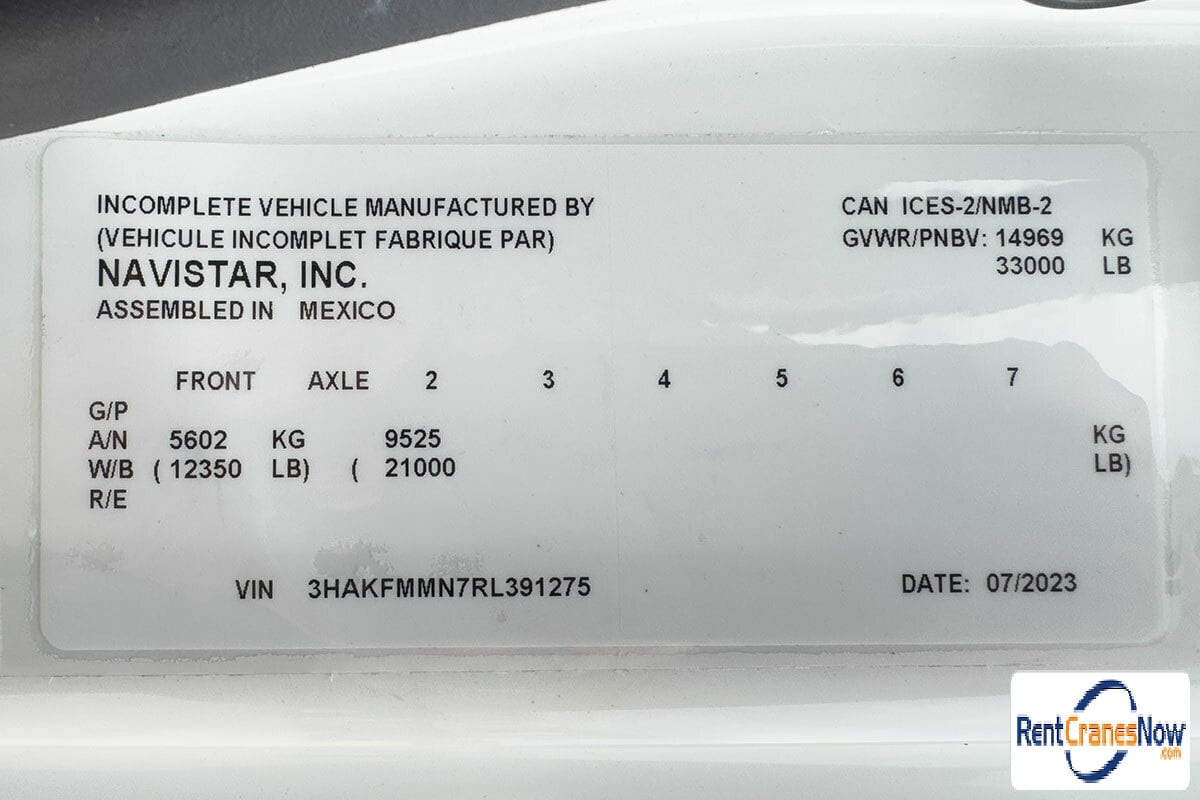 INCOMPLETE VEHICLE MANUFACTURED BY
(VEHICULE INCOMPLET FABRIQUE PAR)
NAVISTAR, INC.
ASSEMBLED IN MEXICO
CAN ICES-2/NMB-2
GVWR/PNBV: 14969 KG
33000 LB
FRONT AXLE 2 3 4 5 6 7
G/P
A/N 5602 KG 9525 KG
W/B ( 12350 LB) ( 21000 LB)
R/E
VIN 3HAKFMMN7RL391275
DATE: 07/2023
RentCranesNow
.com